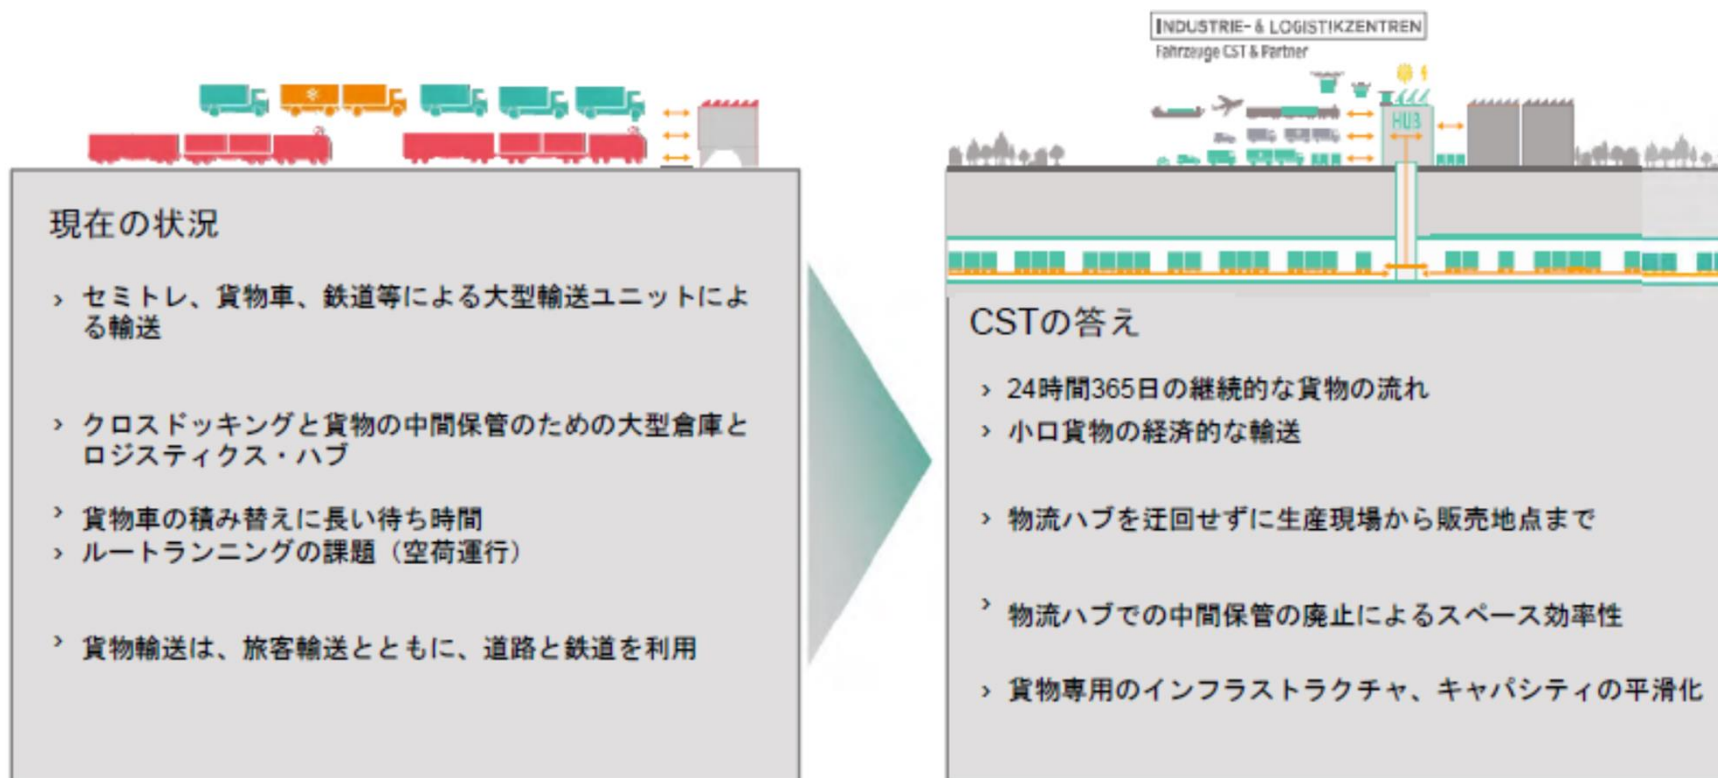 INDUSTRIE- & LOGISTIKZENTREN
Fahrzeuge CST & Partner
HUB
現在の状況
› セミトレ、貨物車、鉄道等による大型輸送ユニットによ
る輸送
› クロスドッキングと貨物の中間保管のための大型倉庫と
ロジスティクス・ハブ
› 貨物車の積み替えに長い待ち時間
› ルートランニングの課題（空荷運行）
› 貨物輸送は、旅客輸送とともに、道路と鉄道を利用
CSTの答え
› 24時間365日の継続的な貨物の流れ
› 小口貨物の経済的な輸送
› 物流ハブを迂回せずに生産現場から販売地点まで
› 物流ハブでの中間保管の廃止によるスペース効率性
› 貨物専用のインフラストラクチャ、キャパシティの平滑化